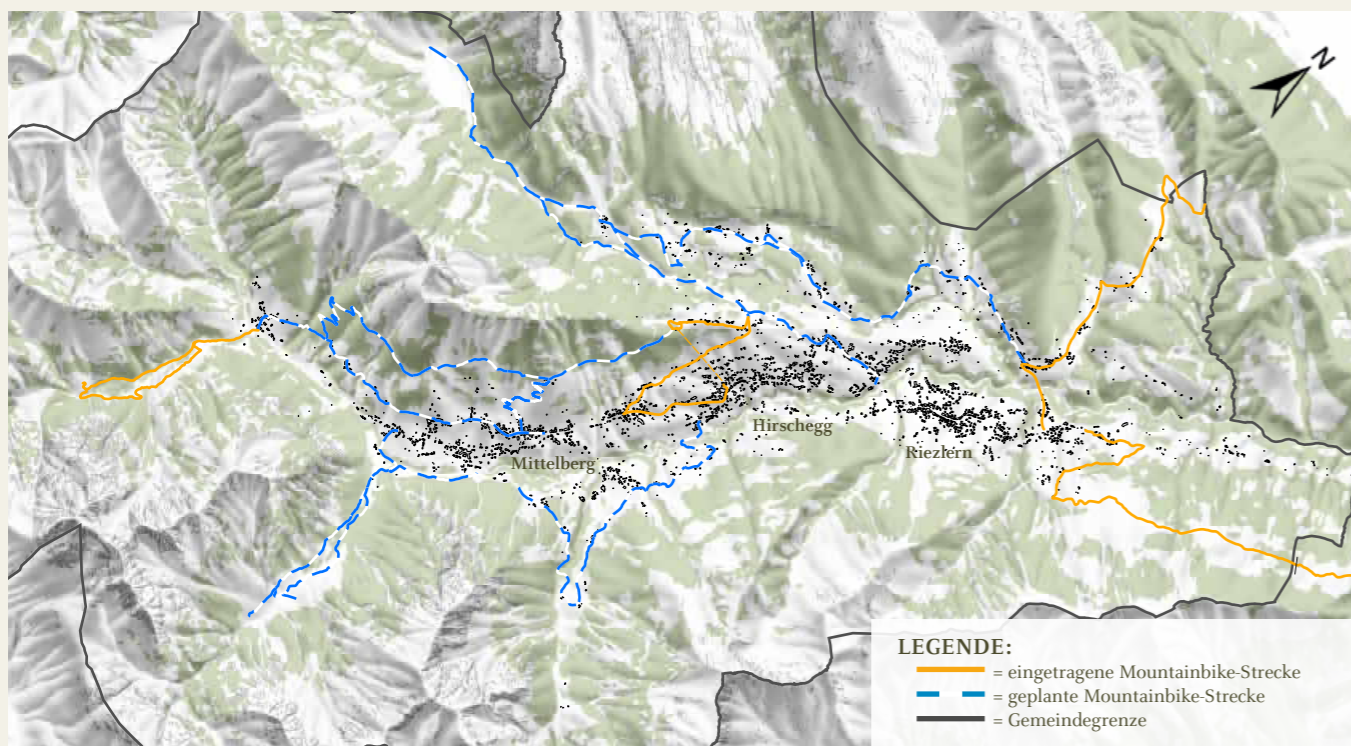 N
Hirschegg
Riezlern
Mittelberg
LEGENDE:
= eingetragene Mountainbike-Strecke
= geplante Mountainbike-Strecke
= Gemeindegrenze